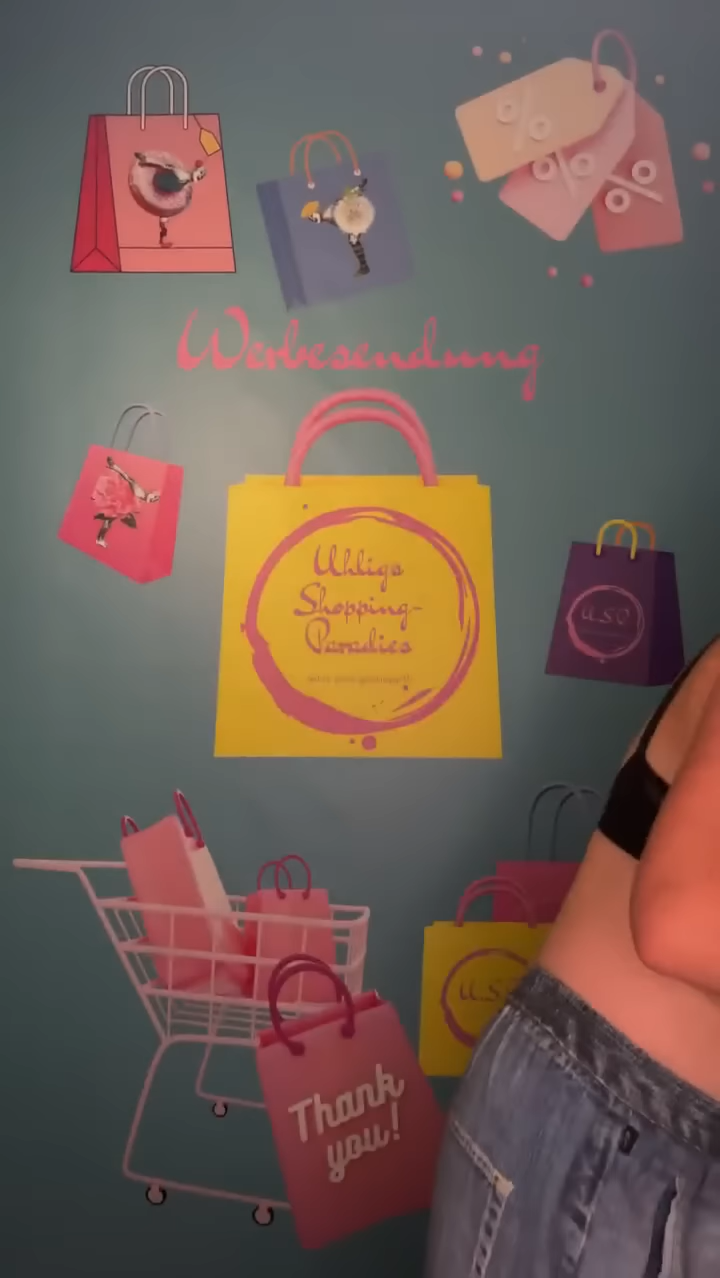 %
%
%
Werbesendung
Uhligs
Shopping-
Paradies
U.S.P
U.S.
Thank
you!